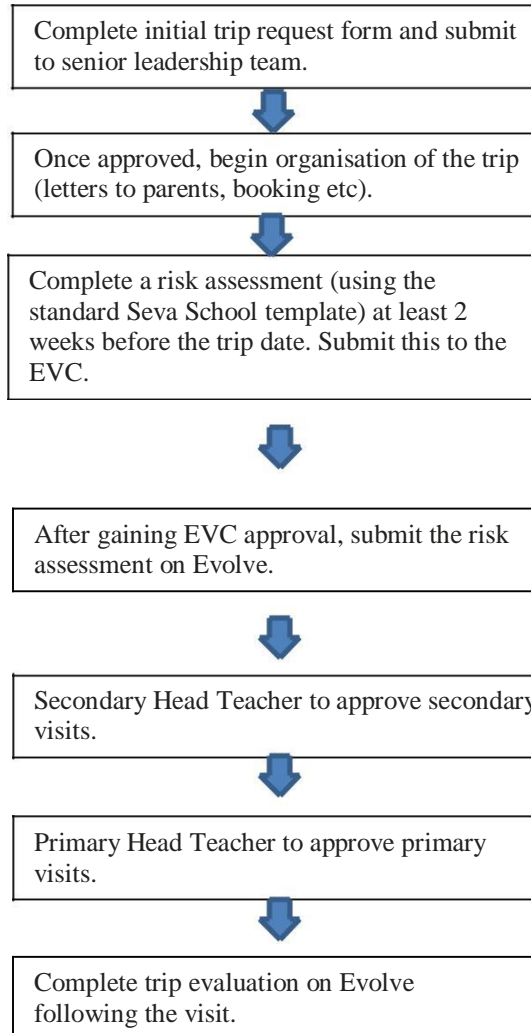 Complete initial trip request form and submit
to senior leadership team.
Once approved, begin organisation of the trip
(letters to parents, booking etc).
Complete a risk assessment (using the
standard Seva School template) at least 2
weeks before the trip date. Submit this to the
EVC.
After gaining EVC approval, submit the risk
assessment on Evolve.
Secondary Head Teacher to approve secondary
visits.
Primary Head Teacher to approve primary
visits.
Complete trip evaluation on Evolve
following the visit.